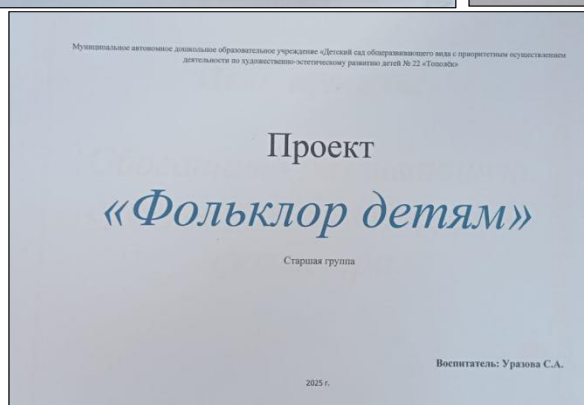 Муниципальное автономное дошкольное образовательное учреждение «Детский сад общеразвивающего вида с приоритетным осуществлением
деятельности по художественно-эстетическому развитию детей № 22 «Тополёк»
Проект
«Фольклор детям»
Старшая группа
Воспитатель: Уразова С.А.
2025 г.